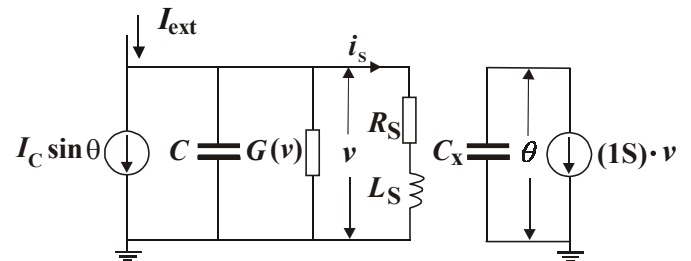 I_ext
i_s
I_C sin θ
C
G(v)
v
R_S
L_S
C_x
θ
(1S)·v